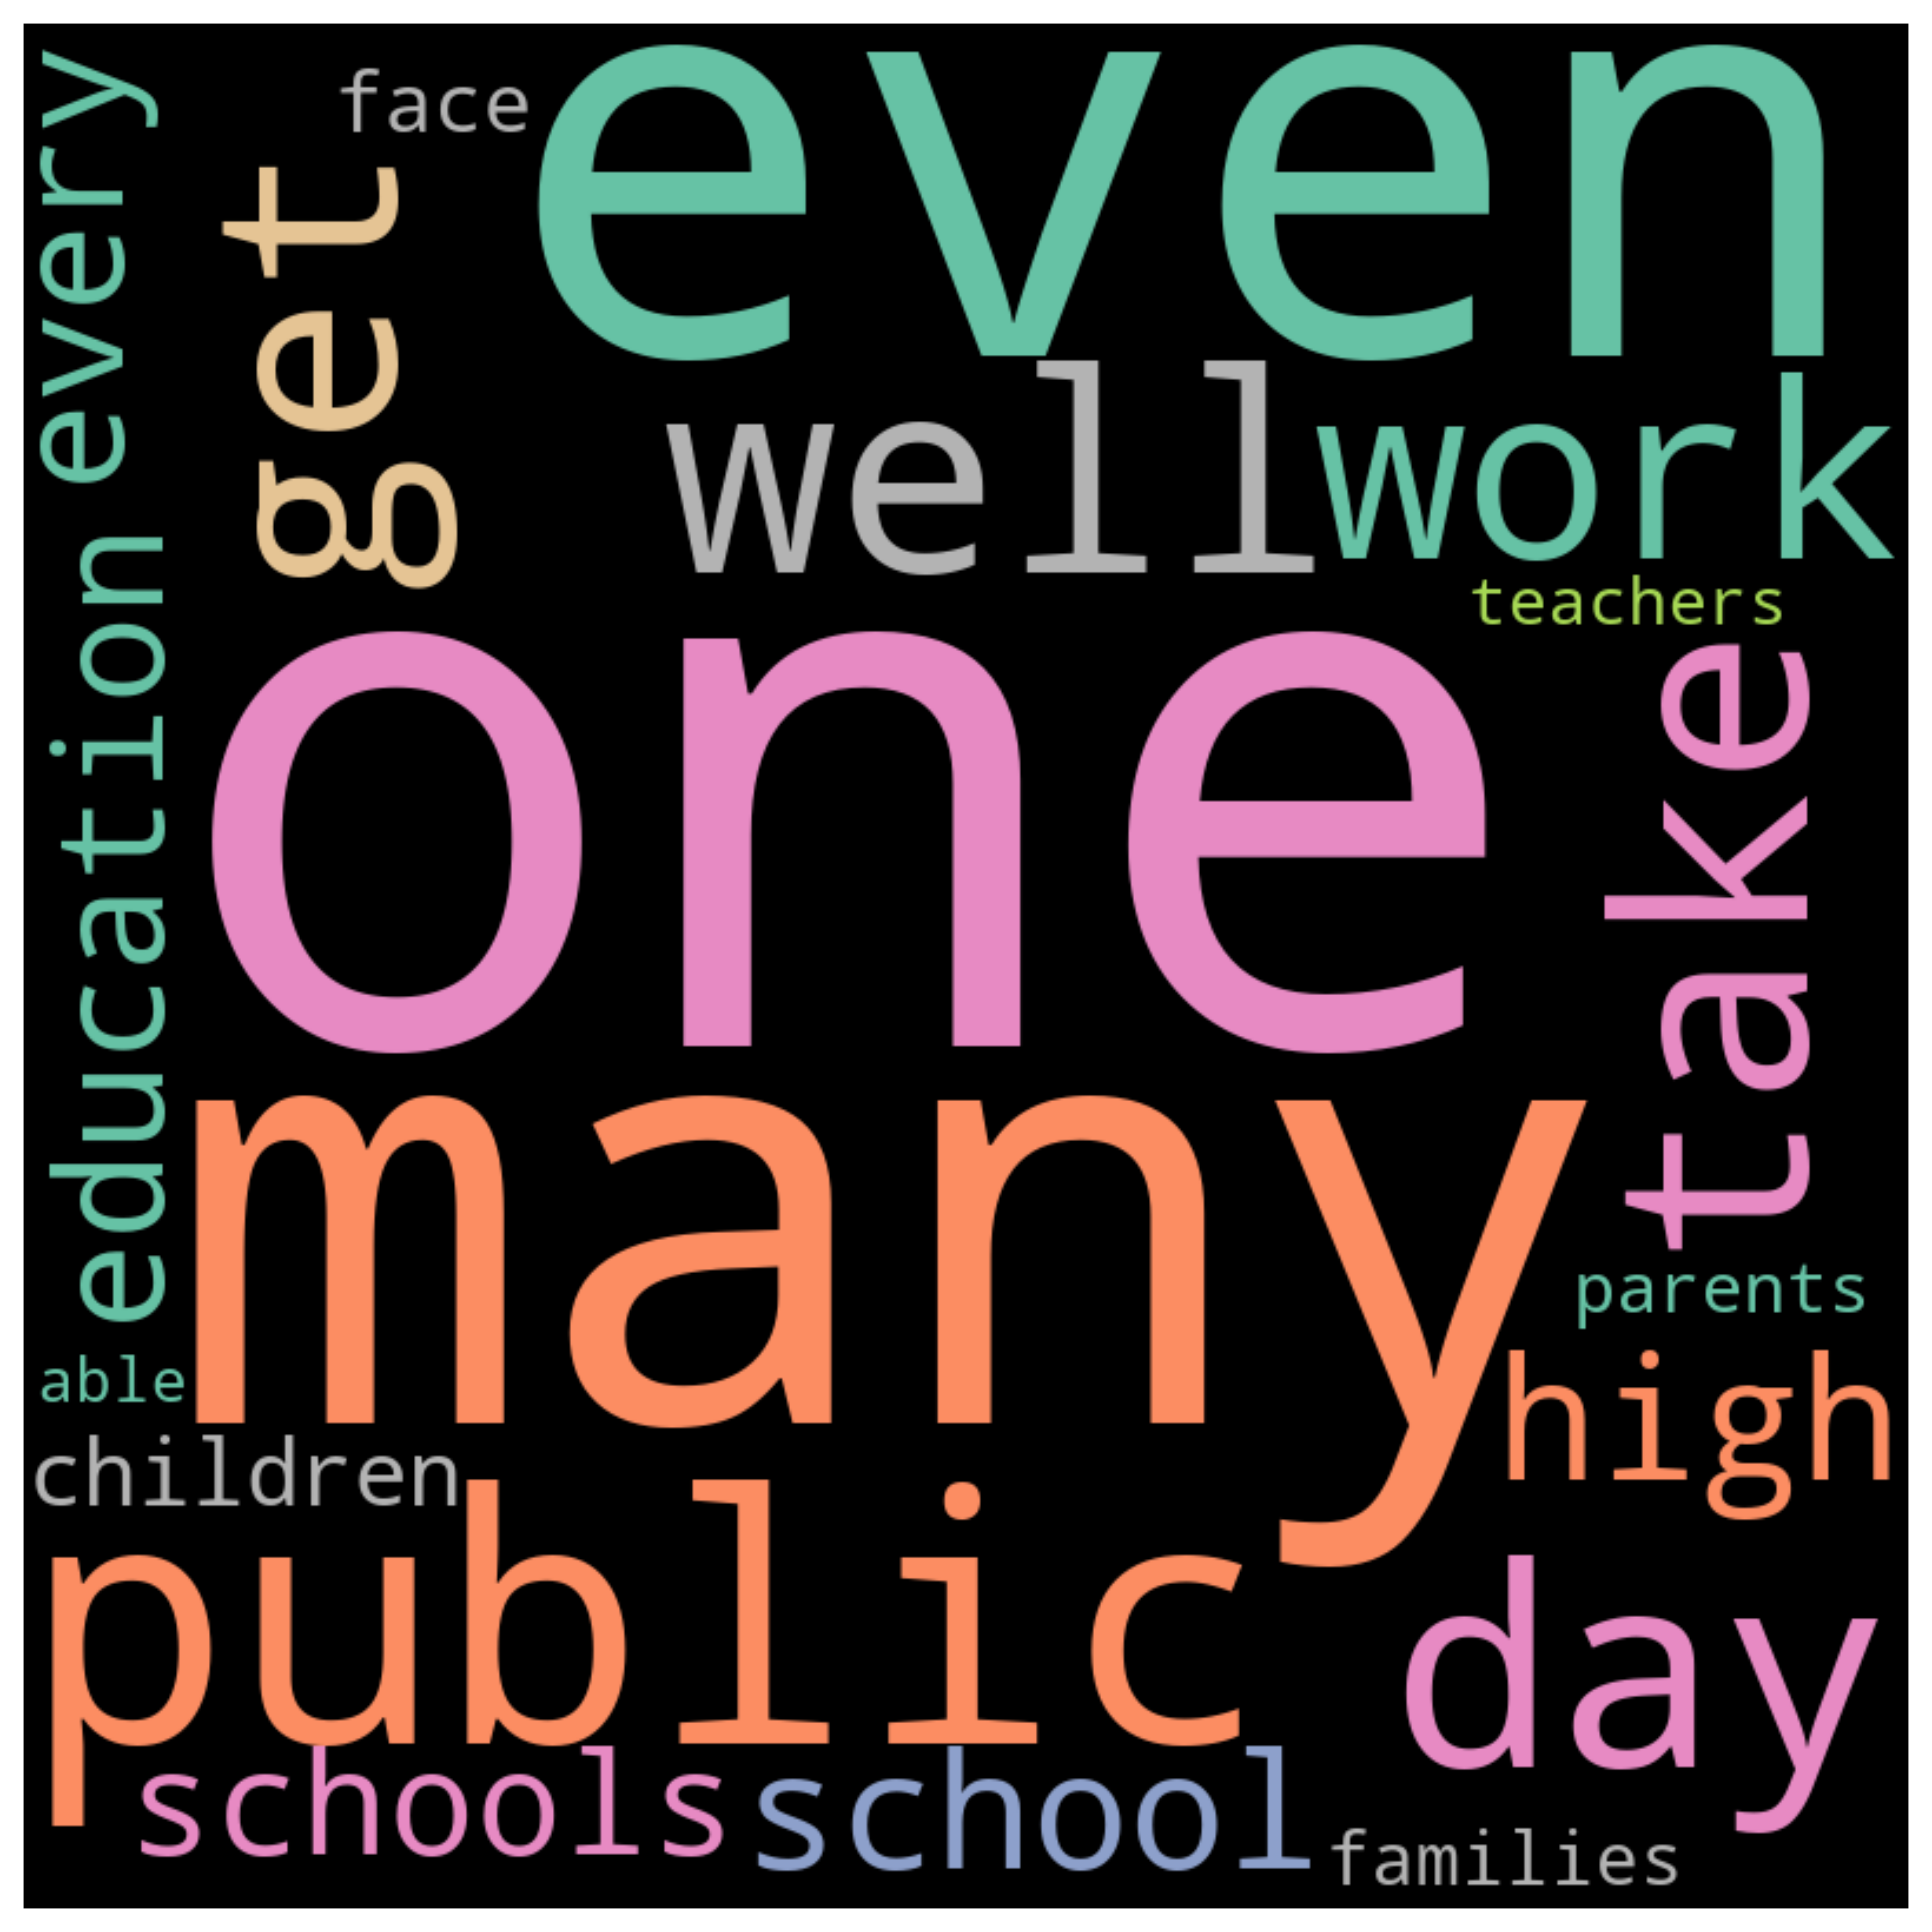 every
face
even
get
well
work
education
teachers
one
take
many
parents
able
high
children
public
day
schools
school
families